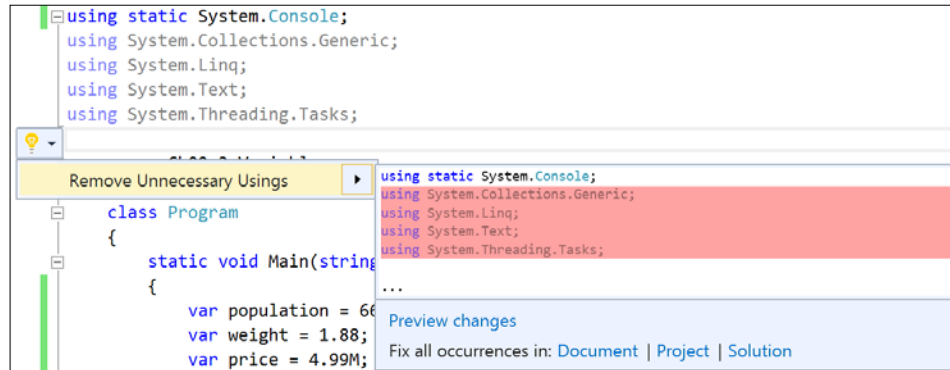 using static System.Console;
using System.Collections.Generic;
using System.Linq;
using System.Text;
using System.Threading.Tasks;
Remove Unnecessary Usings
using static System.Console;
using System.Collections.Generic;
using System.Linq;
using System.Text;
using System.Threading.Tasks;
...
class Program
{
static void Main(string
{
var population = 66
var weight = 1.88;
var price = 4.99M;
Preview changes
Fix all occurrences in: Document | Project | Solution